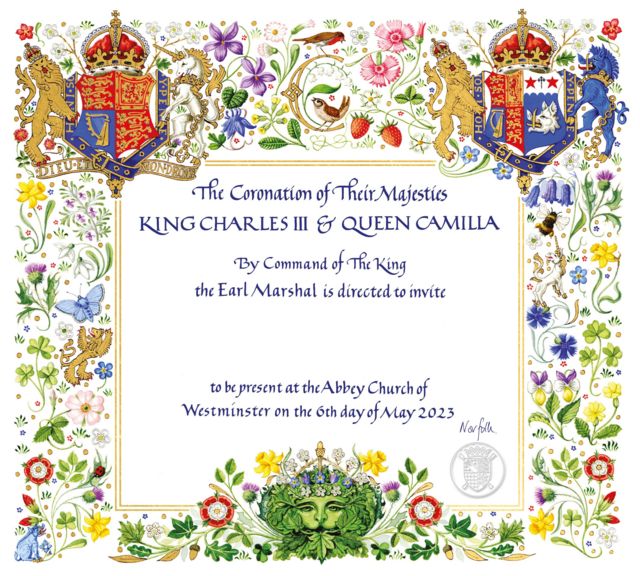 The Coronation of Their Majesties
KING CHARLES III & QUEEN CAMILLA
By Command of The King
the Earl Marshal is directed to invite
to be present at the Abbey Church of
Westminster on the 6th day of May 2023
Norfolk
DIEU ET MON DROIT